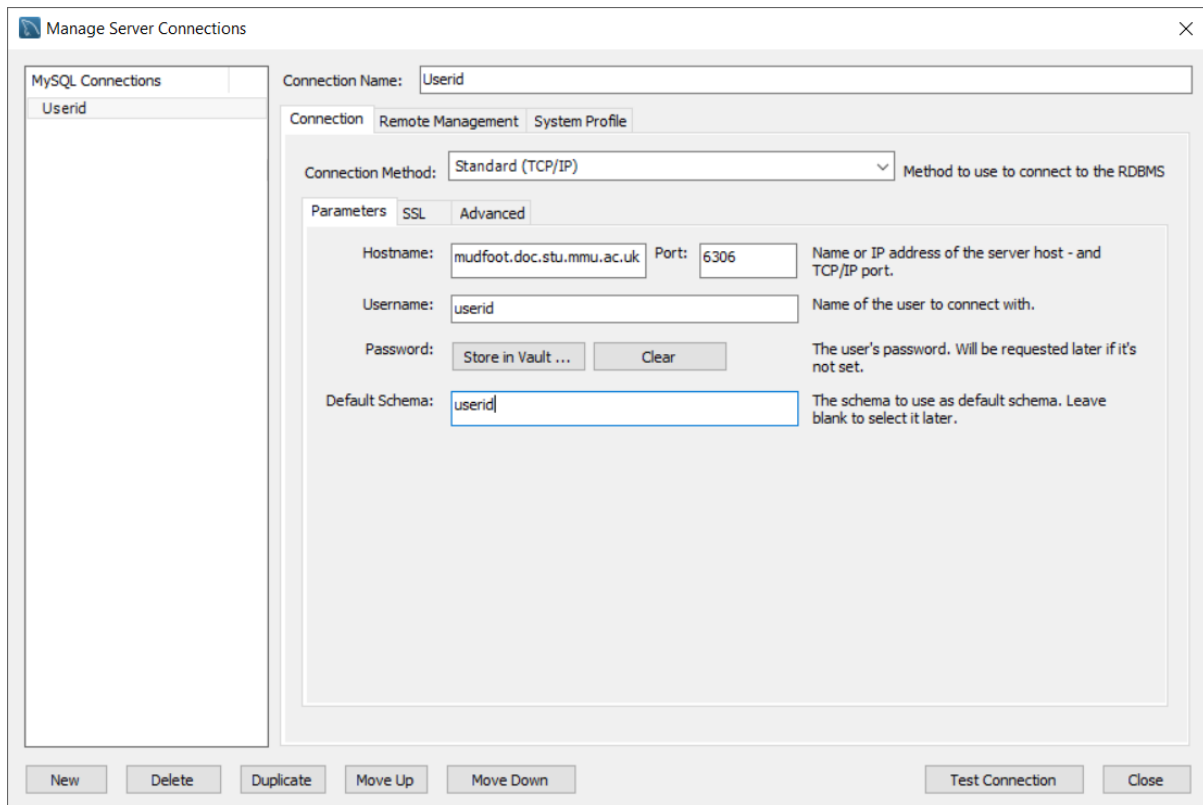 Manage Server Connections
MySQL Connections
Userid
Connection Name: Userid
Connection Remote Management System Profile
Connection Method: Standard (TCP/IP) Method to use to connect to the RDBMS
Parameters SSL Advanced
Hostname: mudfoot.doc.stu.mmu.ac.uk Port: 6306 Name or IP address of the server host - and
TCP/IP port.
Username: userid Name of the user to connect with.
Password: Store in Vault ... Clear The user's password. Will be requested later if it's
not set.
Default Schema: userid The schema to use as default schema. Leave
blank to select it later.
New Delete Duplicate Move Up Move Down Test Connection Close